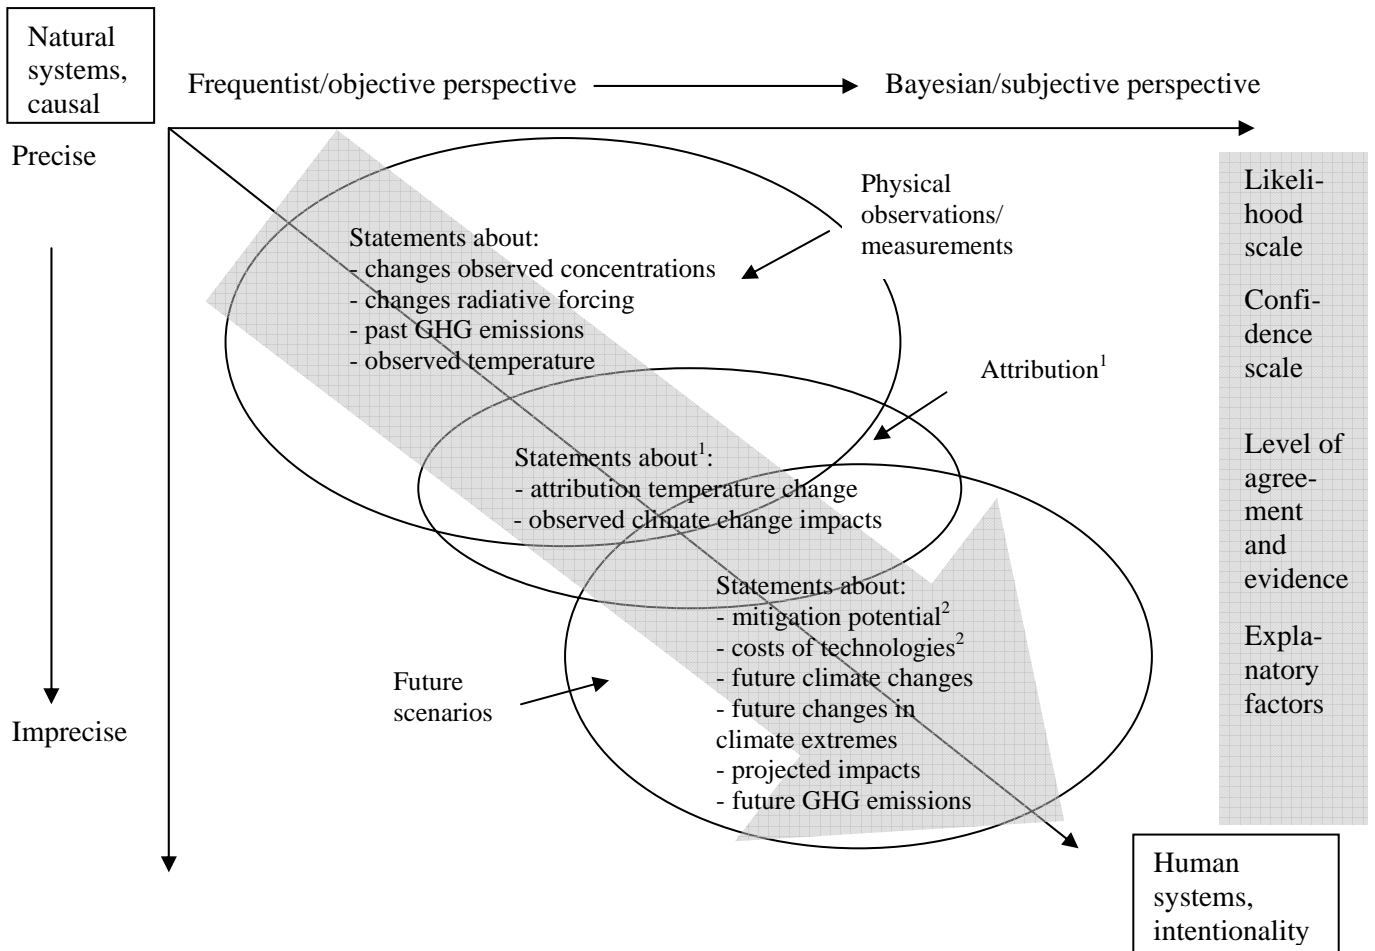 Natural
systems,
causal
Frequentist/objective perspective
Bayesian/subjective perspective
Precise
Imprecise
Physical
observations/
measurements
Statements about:
- changes observed concentrations
- changes radiative forcing
- past GHG emissions
- observed temperature
Attribution¹
Statements about¹:
- attribution temperature change
- observed climate change impacts
Statements about:
- mitigation potential²
- costs of technologies²
- future climate changes
- future changes in
climate extremes
- projected impacts
- future GHG emissions
Future
scenarios
Likeli-
hood
scale
Confi-
dence
scale
Level of
agree-
ment
and
evidence
Expla-
natory
factors
Human
systems,
intentionality